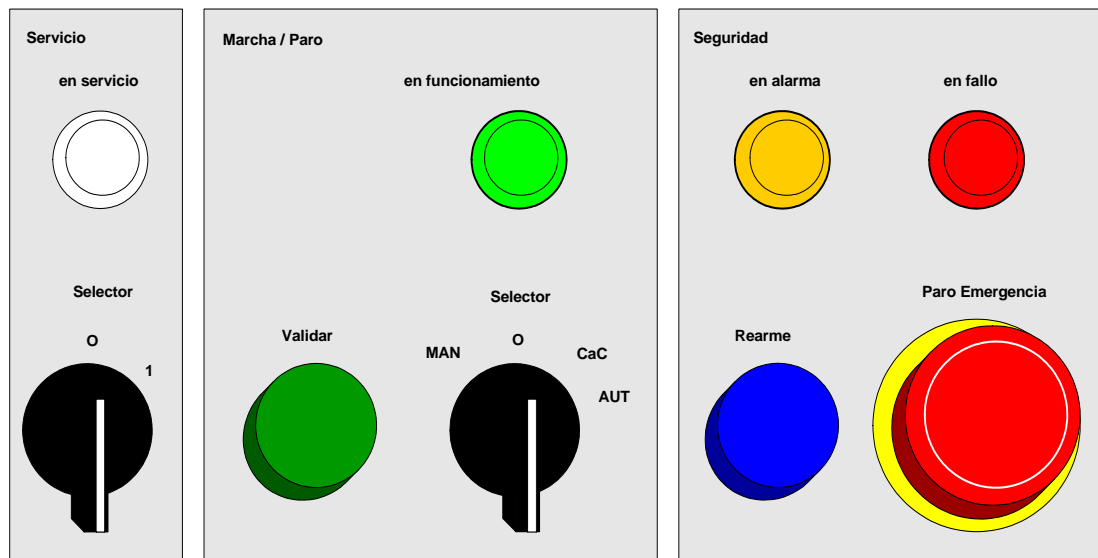 Servicio
en servicio
Selector
O
1
Marcha / Paro
en funcionamiento
Validar
Selector
MAN
O
CaC
AUT
Seguridad
en alarma
en fallo
Rearme
Paro Emergencia